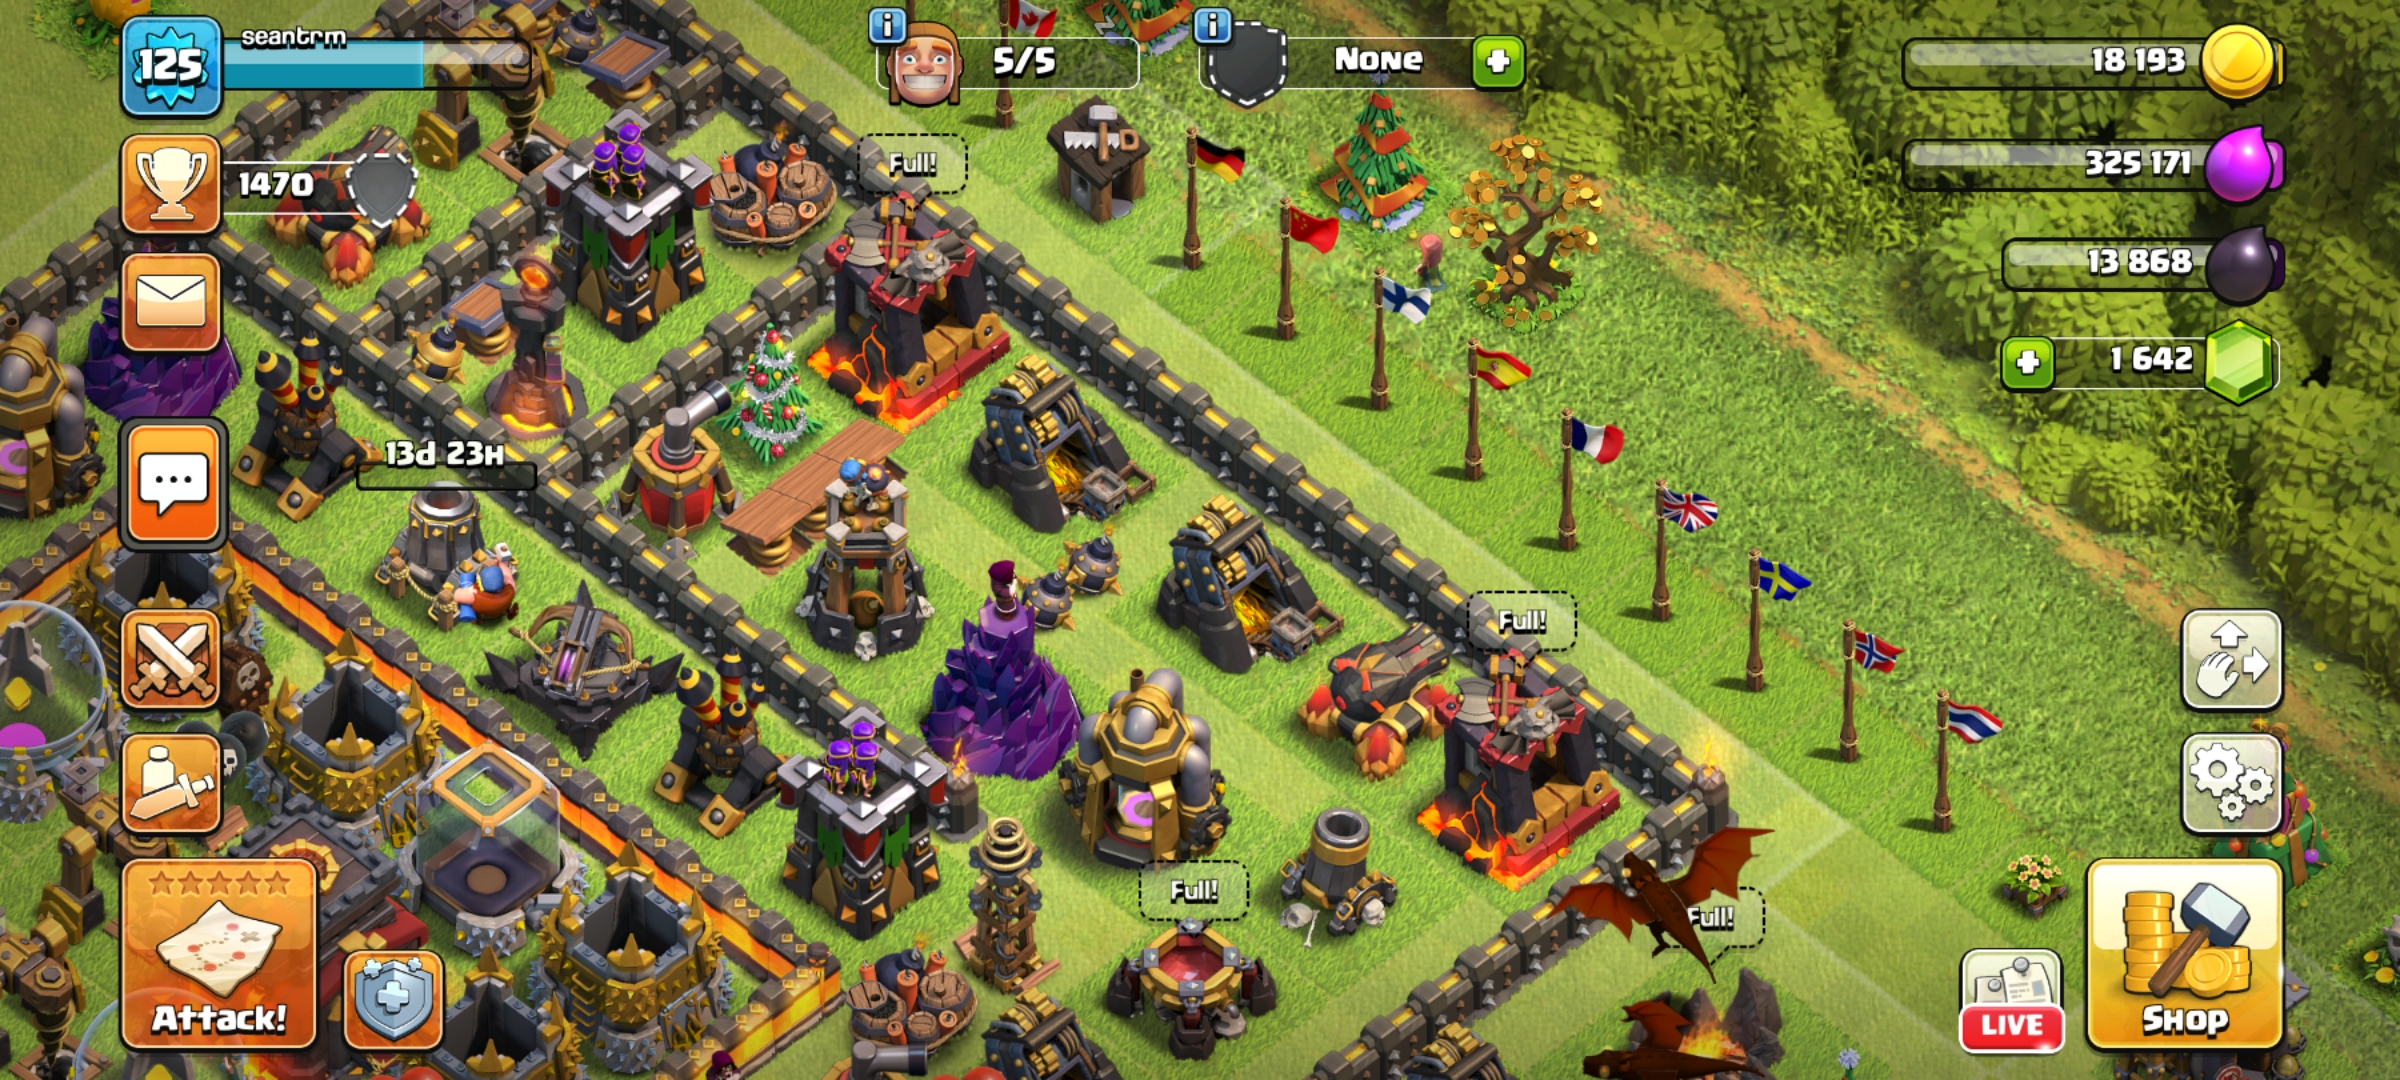 125
seantrm
5/5
None
18 193
1470
Full!
325 171
13 868
1 642
13d 23H
Full!
Full!
Full!
Attack!
LIVE
Shop